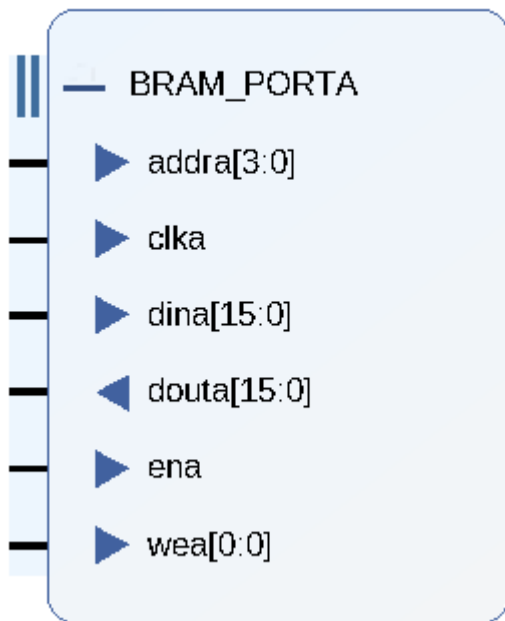 BRAM_PORTA
addra[3:0]
clka
dina[15:0]
douta[15:0]
ena
wea[0:0]